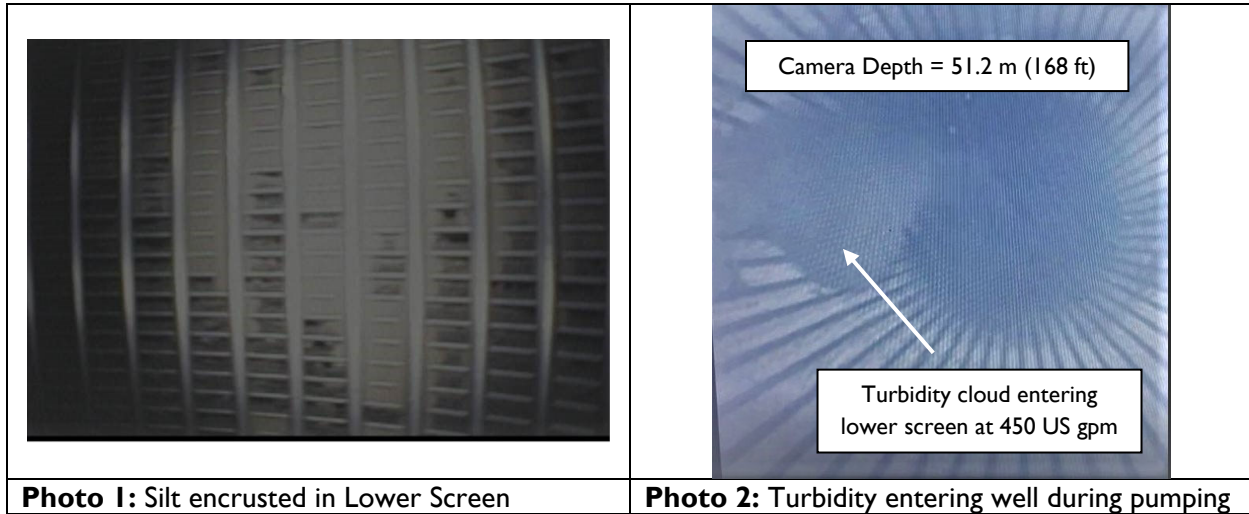 Camera Depth = 51.2 m (168 ft)
Turbidity cloud entering
lower screen at 450 US gpm
Photo 1: Silt encrusted in Lower Screen
Photo 2: Turbidity entering well during pumping